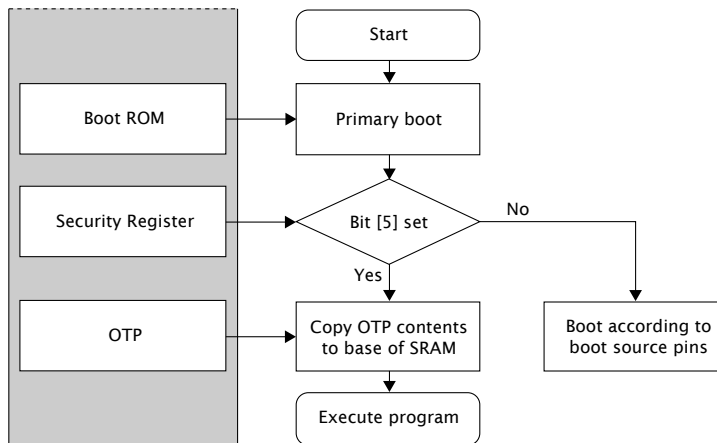 Start
Boot ROM
Primary boot
Security Register
Bit [5] set
No
Yes
OTP
Copy OTP contents
to base of SRAM
Boot according to
boot source pins
Execute program